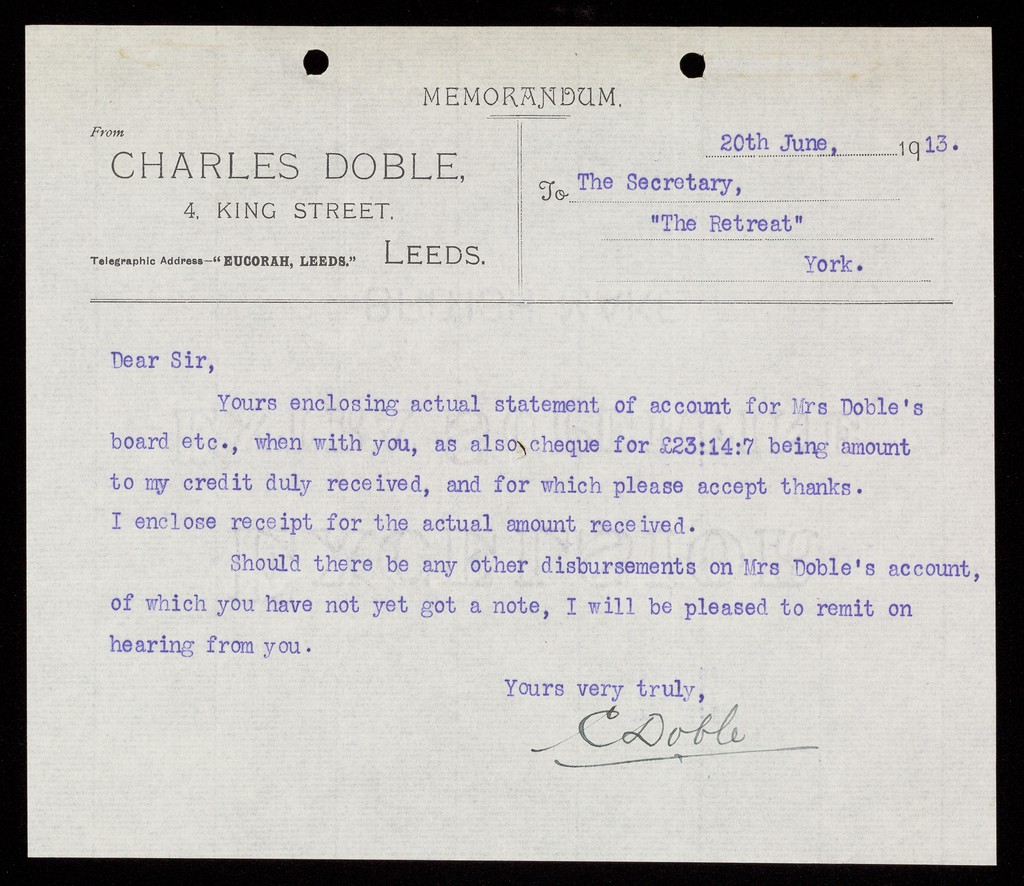 MEMORANDUM.
From
CHARLES DOBLE,
4, KING STREET,
Telegraphic Address—"EUCORAH, LEEDS." LEEDS.
20th June, 1913.
To The Secretary,
"The Retreat"
York.
Dear Sir,
Yours enclosing actual statement of account for Mrs Doble's
board etc., when with you, as also cheque for £23:14:7 being amount
to my credit duly received, and for which please accept thanks.
I enclose receipt for the actual amount received.
Should there be any other disbursements on Mrs Doble's account,
of which you have not yet got a note, I will be pleased to remit on
hearing from you.
Yours very truly,
C Doble